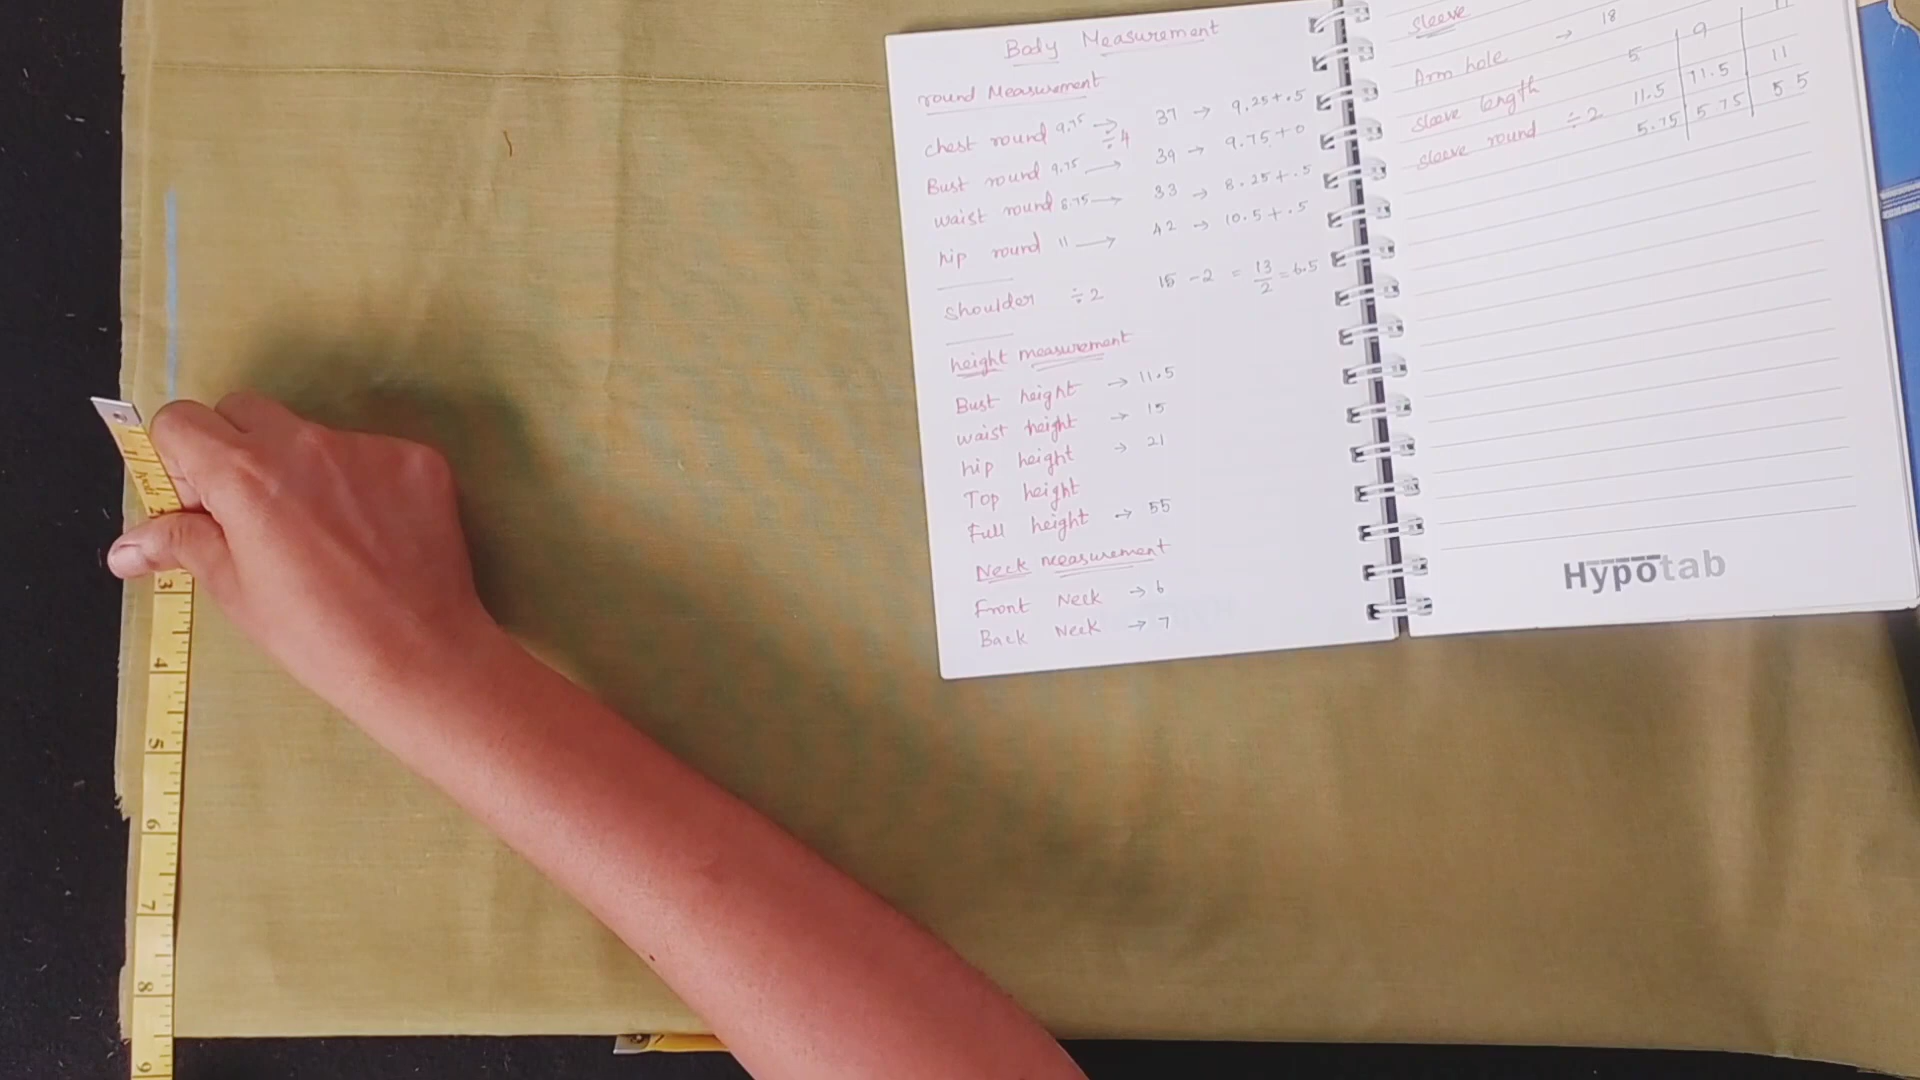 Body Measurement
round Measurement
chest round 9.75 → ÷4 37 → 9.25+.5
Bust round 9.75 → 39 → 9.75+0
waist round 8.75 → 33 → 8.25+.5
hip round 11 → 42 → 10.5+.5
shoulder ÷2 15 -2 = 13/2 = 6.5
height measurement
Bust height → 11.5
waist height → 15
hip height → 21
Top height
Full height → 55
Neck measurement
Front Neck → 6
Back Neck → 7
sleeve
Arm hole → 18
sleeve length 5 9 11
sleeve round ÷2 11.5 11.5 11
5.75 5.75 5 5
Hypotab
1
2
3
4
5
6
7
8
9